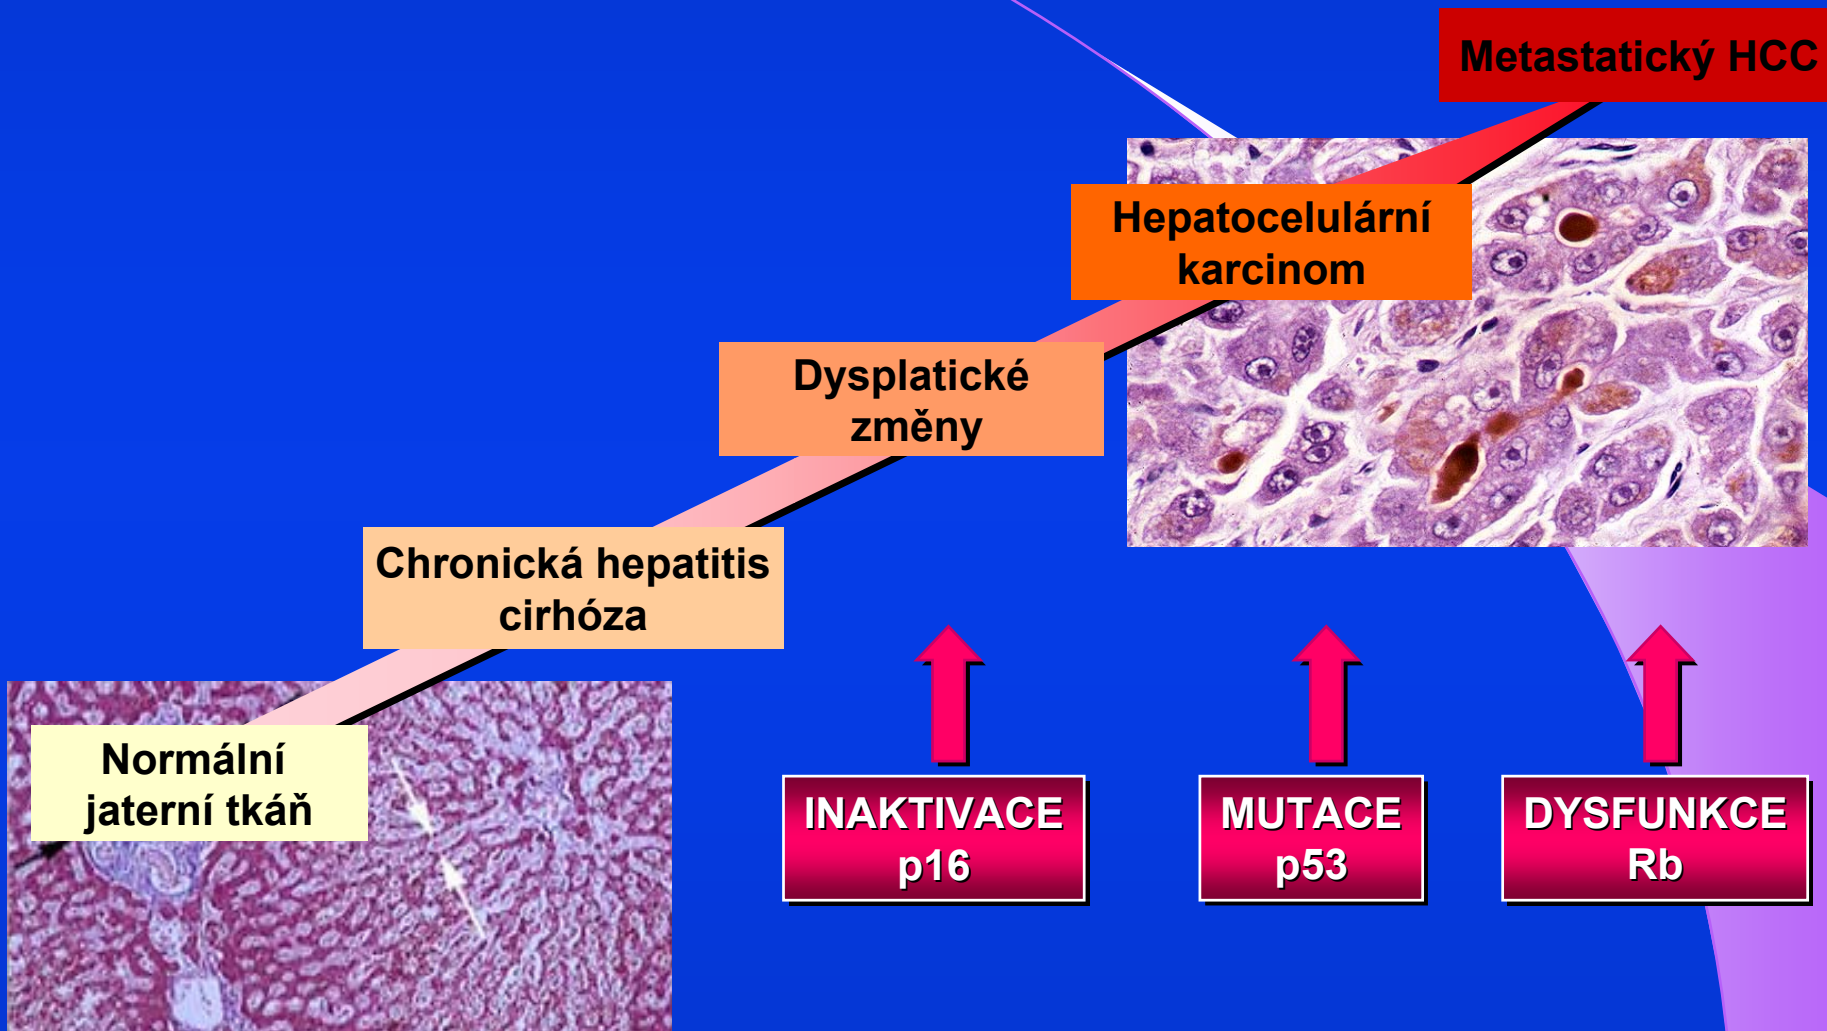 Metastatický HCC
Hepatocelulární
karcinom
Dysplatické
změny
Chronická hepatitis
cirhóza
Normální
jaterní tkáň
INAKTIVACE
p16
MUTACE
p53
DYSFUNKCE
Rb